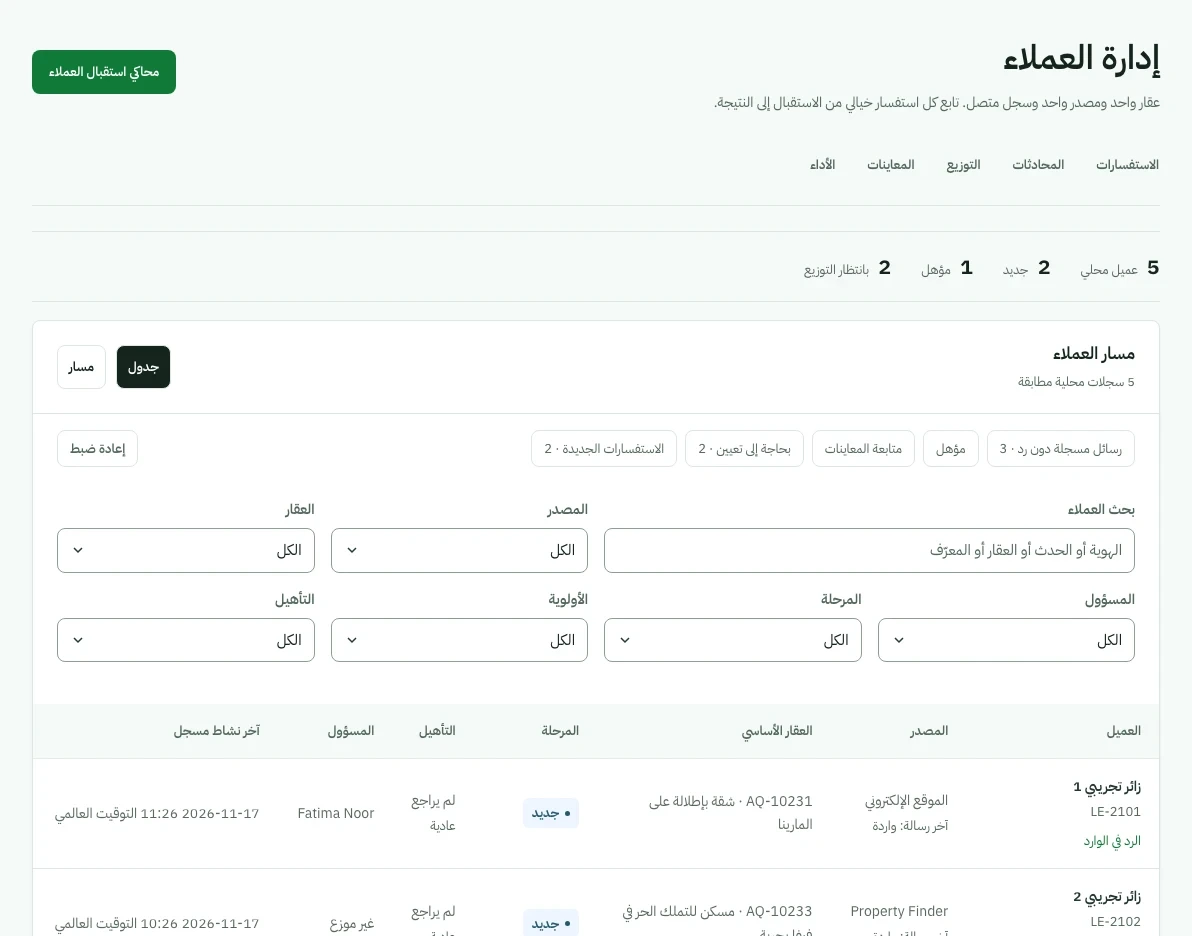 إدارة العملاء
محاكي استقبال العملاء
عقار واحد ومصدر واحد وسجل متصل. تابع كل استفسار خيالي من الاستقبال إلى النتيجة.
الاستفسارات المحادثات التوزيع المعاينات الأداء
5 عميل محلي 2 جديد 1 مؤهل 2 بانتظار التوزيع
مسار العملاء
جدول مسار
5 سجلات محلية مطابقة
رسائل مسجلة دون رد · 3 مؤهل متابعة المعاينات بحاجة إلى تعيين · 2 الاستفسارات الجديدة · 2 إعادة ضبط
بحث العملاء المصدر العقار
الهوية أو الحدث أو العقار أو المعرّف الكل الكل
المسؤول المرحلة الأولوية التأهيل
الكل الكل الكل الكل
العميل المصدر العقار الأساسي المرحلة التأهيل المسؤول آخر نشاط مسجل
زائر تجريبي 1
LE-2101
الرد في الوارد
الموقع الإلكتروني
آخر رسالة: واردة
AQ-10231 · شقة بإطلالة على
المارينا
جديد
لم يراجع
عادية
Fatima Noor
2026-11-17 11:26 التوقيت العالمي
زائر تجريبي 2
LE-2102
Property Finder
AQ-10233 · مسكن للتملك الحر في
جديد
لم يراجع
غير موزع
2026-11-17 10:26 التوقيت العالمي